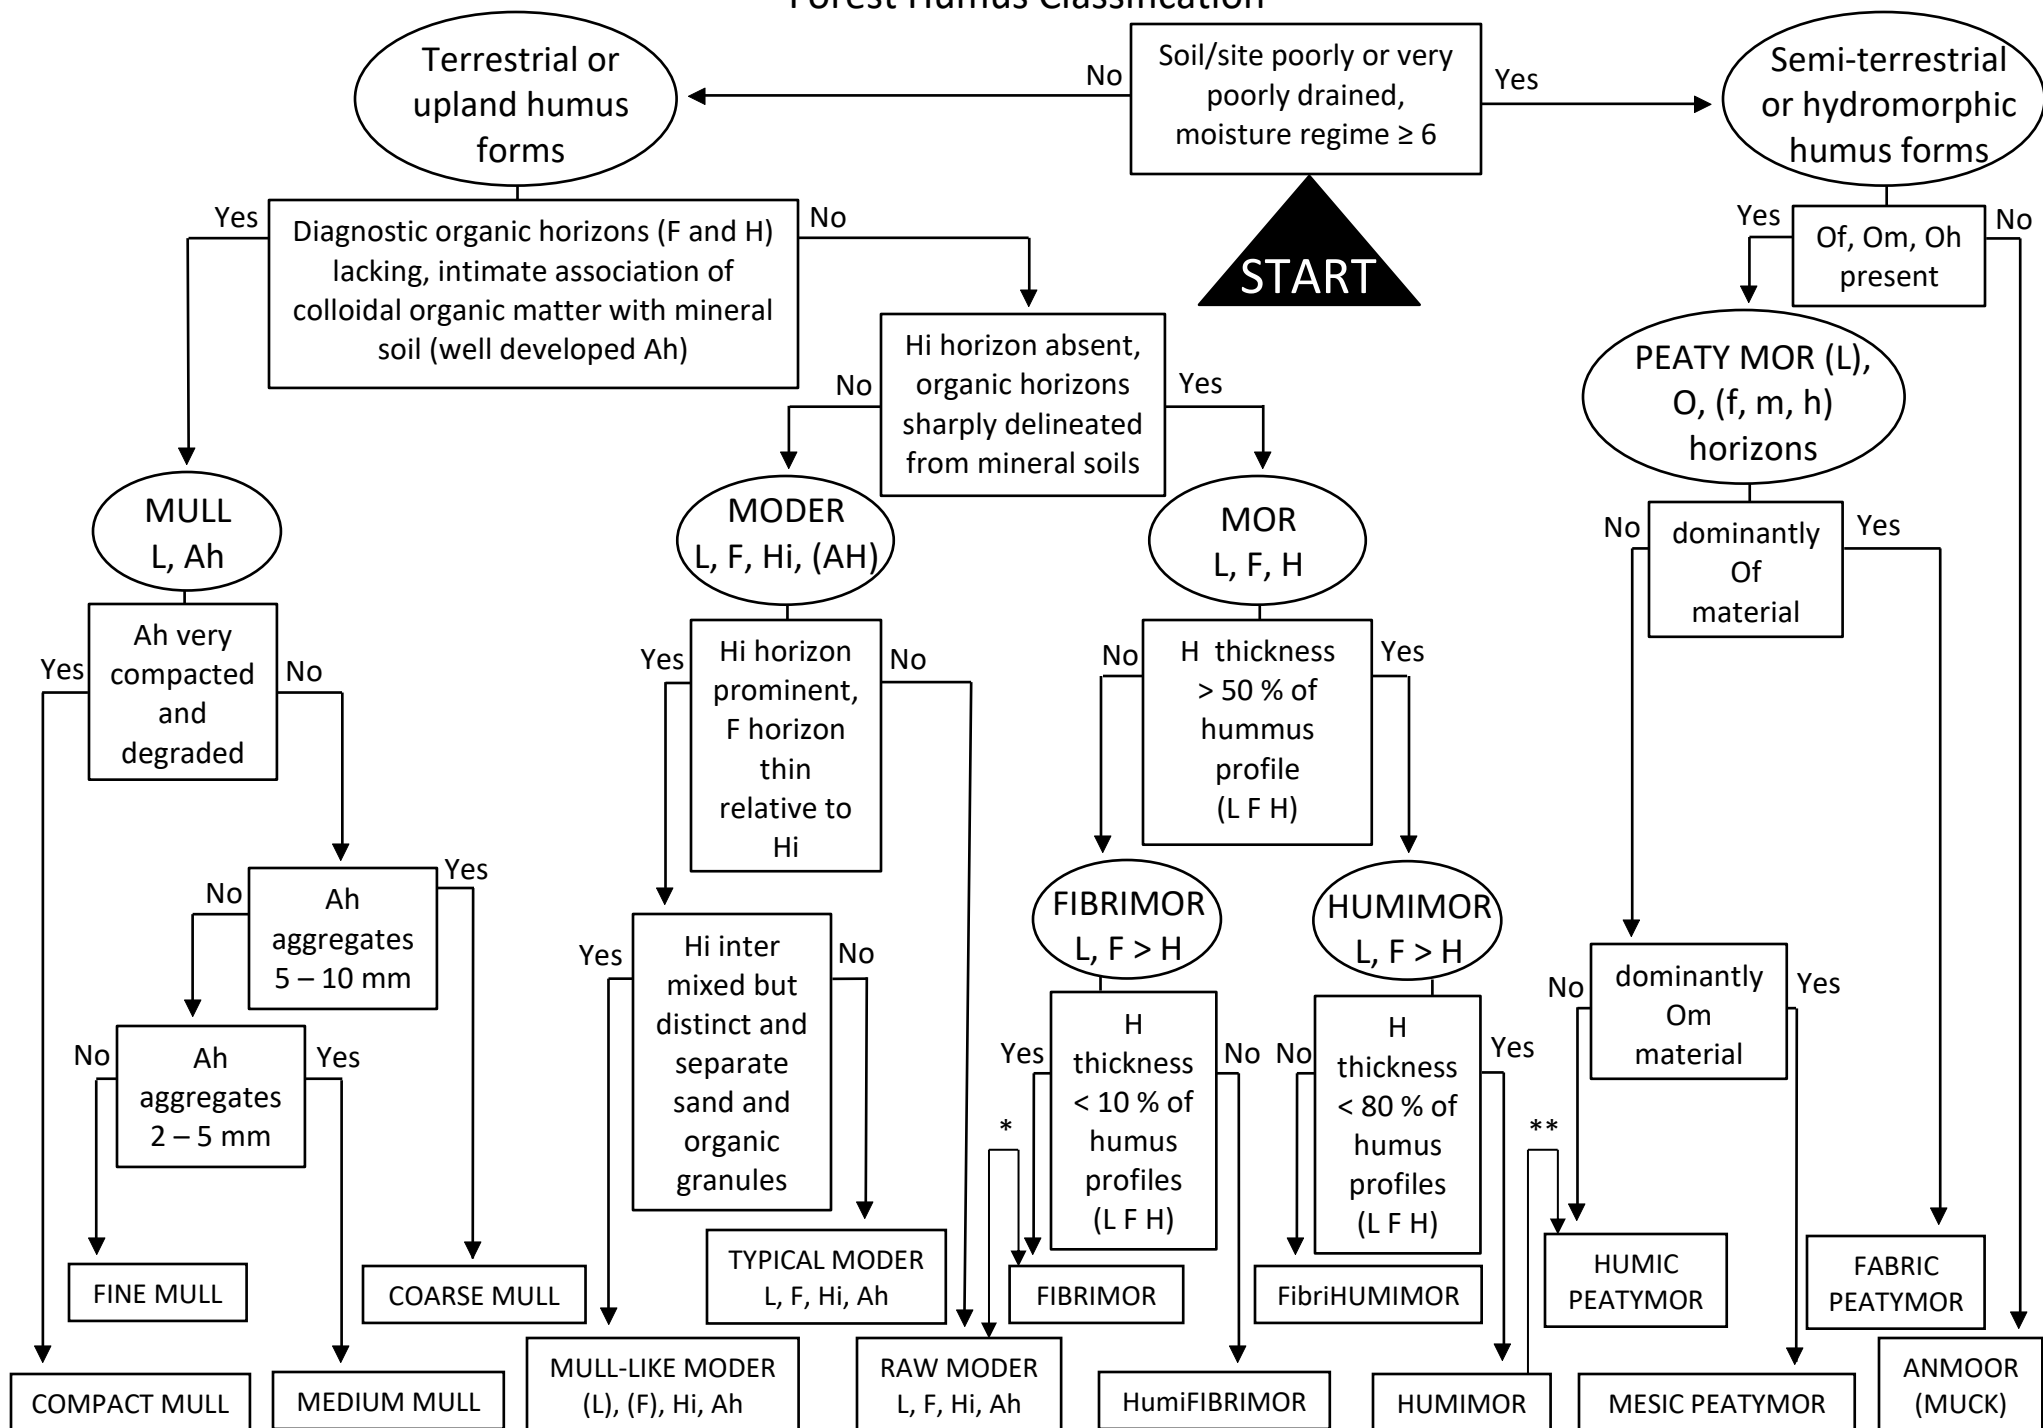 Forest Humus Classification
Terrestrial or
upland humus
forms
No
Soil/site poorly or very
poorly drained,
moisture regime ≥ 6
Yes
Semi-terrestrial
or hydromorphic
humus forms
START
Yes
Diagnostic organic horizons (F and H)
lacking, intimate association of
colloidal organic matter with mineral
soil (well developed Ah)
No
Yes
Of, Om, Oh
present
No
No
Hi horizon absent,
organic horizons
sharply delineated
from mineral soils
Yes
PEATY MOR (L),
O, (f, m, h)
horizons
MULL
L, Ah
MODER
L, F, Hi, (AH)
MOR
L, F, H
No
dominantly
Of
material
Yes
Yes
Ah very
compacted
and
degraded
No
Yes
Hi horizon
prominent,
F horizon
thin
relative to
Hi
No
No
H thickness
> 50 % of
hummus
profile
(L F H)
Yes
No
Ah
aggregates
5 – 10 mm
Yes
FIBRIMOR
L, F > H
HUMIMOR
L, F > H
Yes
Hi inter
mixed but
distinct and
separate
sand and
organic
granules
No
No
dominantly
Om
material
Yes
No
Ah
aggregates
2 – 5 mm
Yes
Yes
H
thickness
< 10 % of
humus
profiles
(L F H)
No
No
H
thickness
< 80 % of
humus
profiles
(L F H)
Yes
*
**
FINE MULL
COARSE MULL
TYPICAL MODER
L, F, Hi, Ah
FIBRIMOR
FibriHUMIMOR
HUMIC
PEATYMOR
FABRIC
PEATYMOR
COMPACT MULL
MEDIUM MULL
MULL-LIKE MODER
(L), (F), Hi, Ah
RAW MODER
L, F, Hi, Ah
HumiFIBRIMOR
HUMIMOR
MESIC PEATYMOR
ANMOOR
(MUCK)